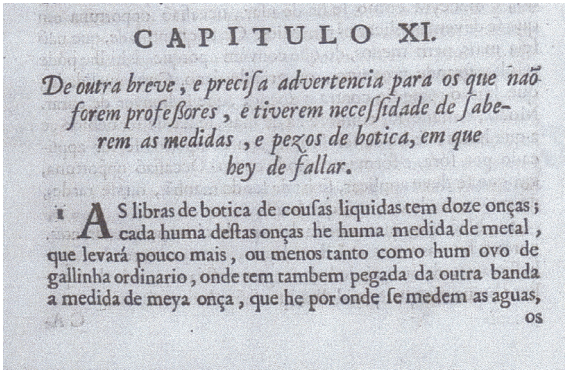 CAPITULO XI.
De outra breve, e preciſa advertencia para os que naõ
forem profeßores, e tiverem neceſſidade de ſabe-
rem as medidas, e pezos de botica, em que
hey de fallar.
1 AS libras de botica de couſas liquidas tem doze onças;
cada huma deſtas onças he huma medida de metal,
que levará pouco mais, ou menos tanto como hum ovo de
gallinha ordinario, onde tem tambem pegada da outra banda
a medida de meya onça, que he por onde ſe medem as aguas,
os